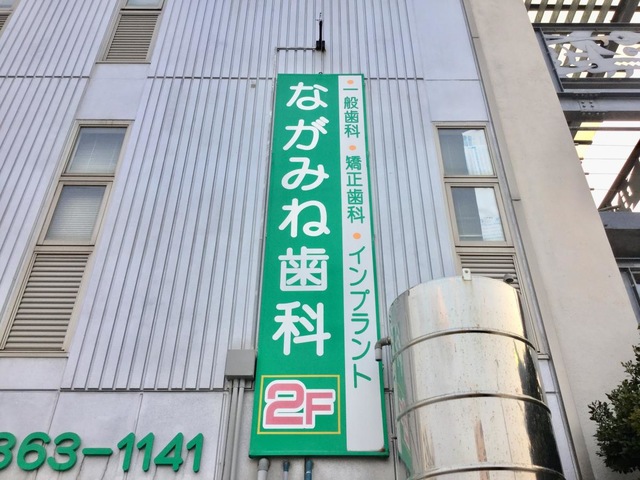 ・一般歯科・矯正歯科・インプラント
ながみね歯科
2F
363-1141